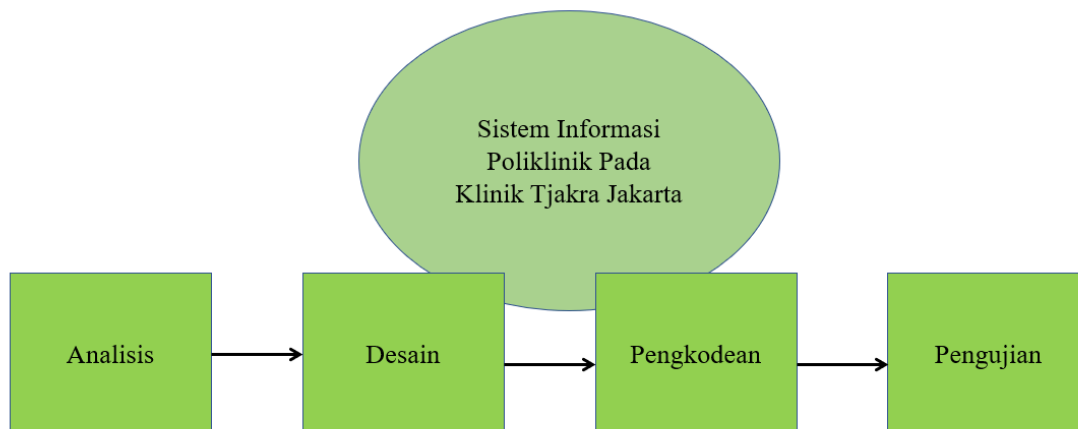 Sistem Informasi
Poliklinik Pada
Klinik Tjakra Jakarta
Analisis
Desain
Pengkodean
Pengujian